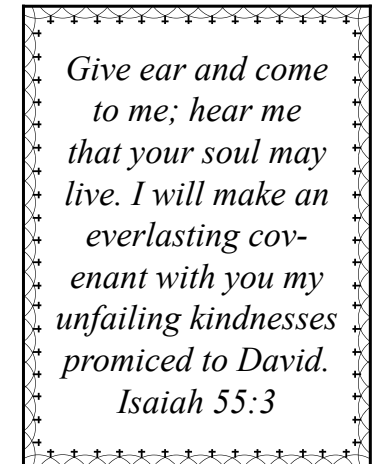 Give ear and come
to me; hear me
that your soul may
live. I will make an
everlasting cov-
enant with you my
unfailing kindnesses
promiced to David.
Isaiah 55:3